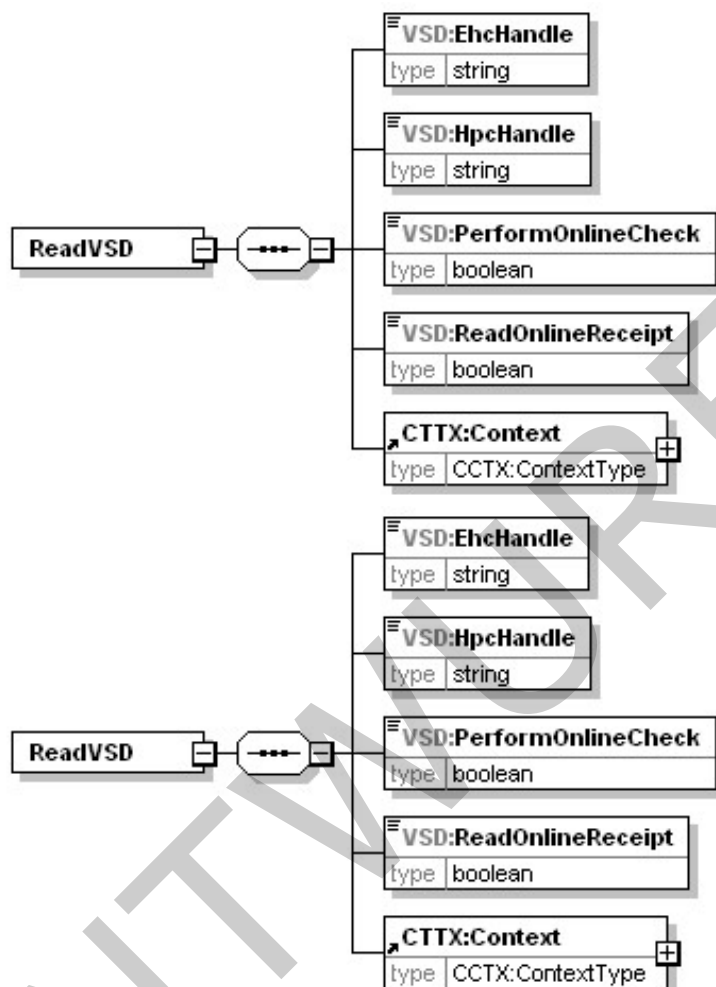 VSD:EhcHandle
type string
VSD:HpcHandle
type string
ReadVSD
VSD:PerformOnlineCheck
type boolean
VSD:ReadOnlineReceipt
type boolean
CTTX:Context
type CCTX:ContextType
VSD:EhcHandle
type string
VSD:HpcHandle
type string
ReadVSD
VSD:PerformOnlineCheck
type boolean
VSD:ReadOnlineReceipt
type boolean
CTTX:Context
type CCTX:ContextType